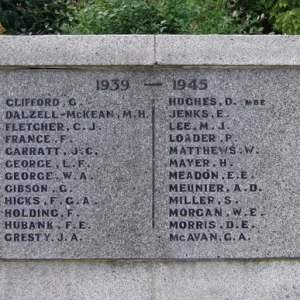 1939 — 1945
CLIFFORD. G.
DALZELL-McKEAN, M.H.
FLETCHER. C.J.
FRANCE. F.
GARRATT, J.C.
GEORGE. L.F.
GEORGE. W.A.
GIBSON. G.
HICKS, F.G.A.
HOLDING. F.
HUBANK. F.E.
GRESTY. J.A.
HUGHES, D. MBE
JENKS. E.
LEE. M.J.
LOADER. P.
MATTHEWS. W.
MAYER. H.
MEADON. E.E.
MEUNIER. A.D.
MILLER. S.
MORGAN. W.E.
MORRIS. D.E.
McAVAN. G.A.